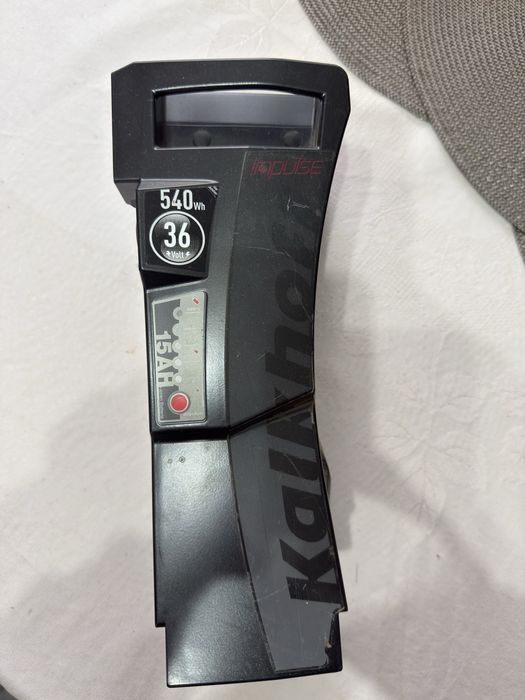 impulse
540Wh
36
Volt
15AH
Kalkhoff